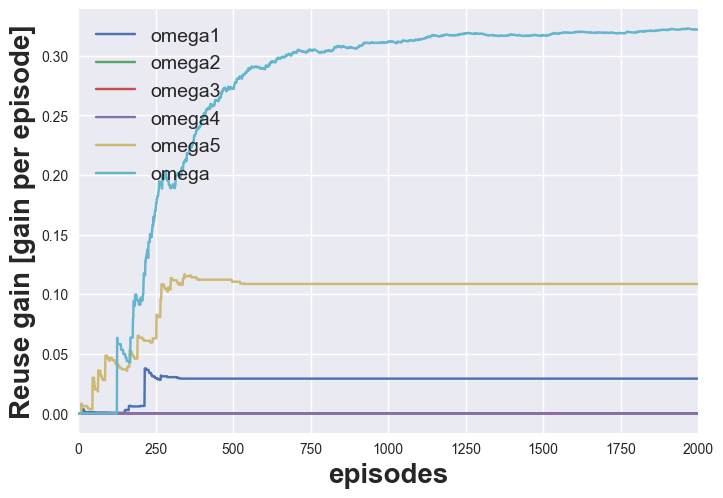 omega1
omega2
omega3
omega4
omega5
omega
Reuse gain [gain per episode]
0.30
0.25
0.20
0.15
0.10
0.05
0.00
0 250 500 750 1000 1250 1500 1750 2000
episodes